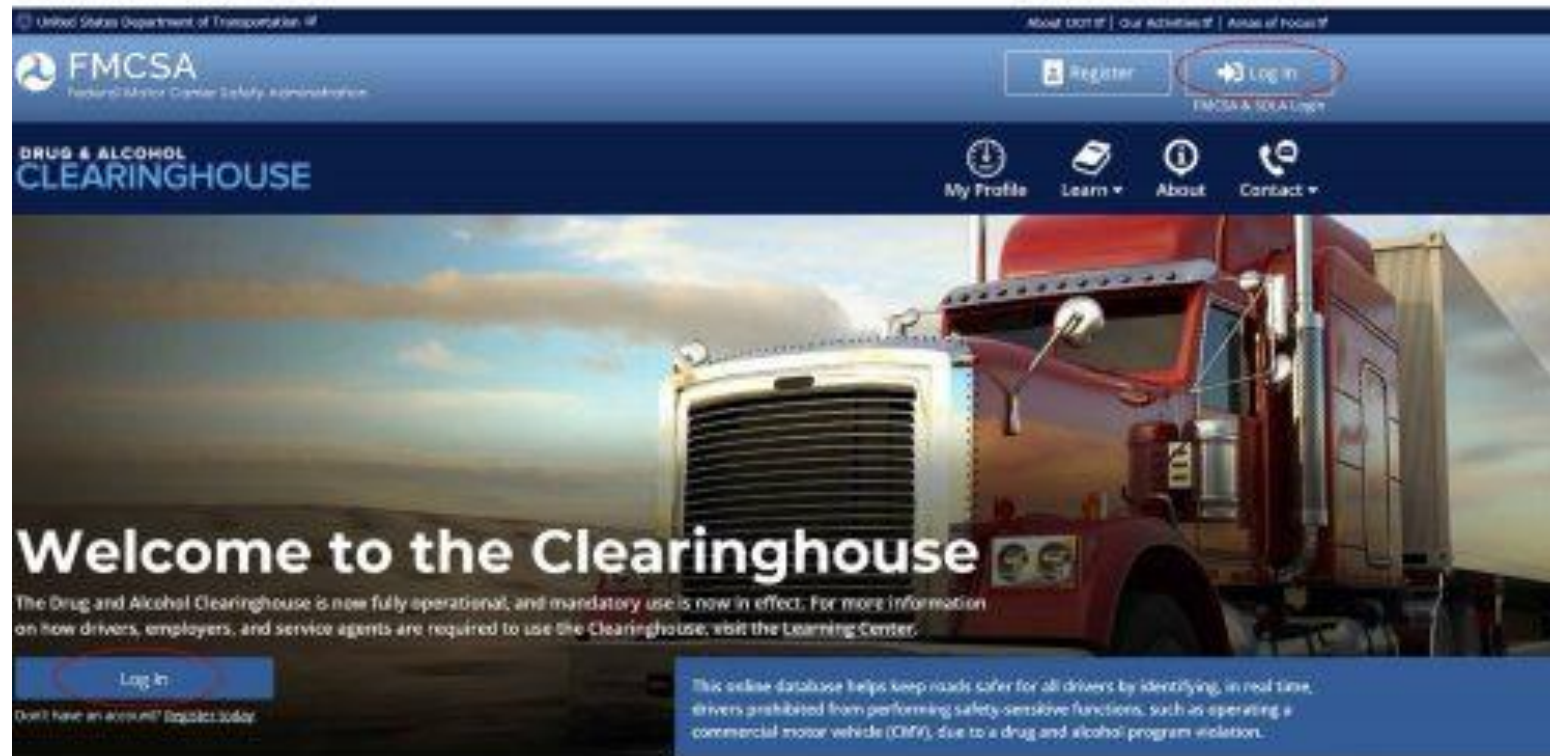 United States Department of Transportation
About DOT | Our Activities | Areas of Focus
FMCSA
Federal Motor Carrier Safety Administration
Register
Log In
FMCSA & SDLA Login
DRUG & ALCOHOL
CLEARINGHOUSE
My Profile
Learn
About
Contact
Welcome to the Clearinghouse
The Drug and Alcohol Clearinghouse is now fully operational, and mandatory use is now in effect. For more information
on how drivers, employers, and service agents are required to use the Clearinghouse, visit the Learning Center.
Log In
Don't have an account? Register today.
This online database helps keep roads safer for all drivers by identifying, in real time,
drivers prohibited from performing safety-sensitive functions, such as operating a
commercial motor vehicle (CMV), due to a drug and alcohol program violation.